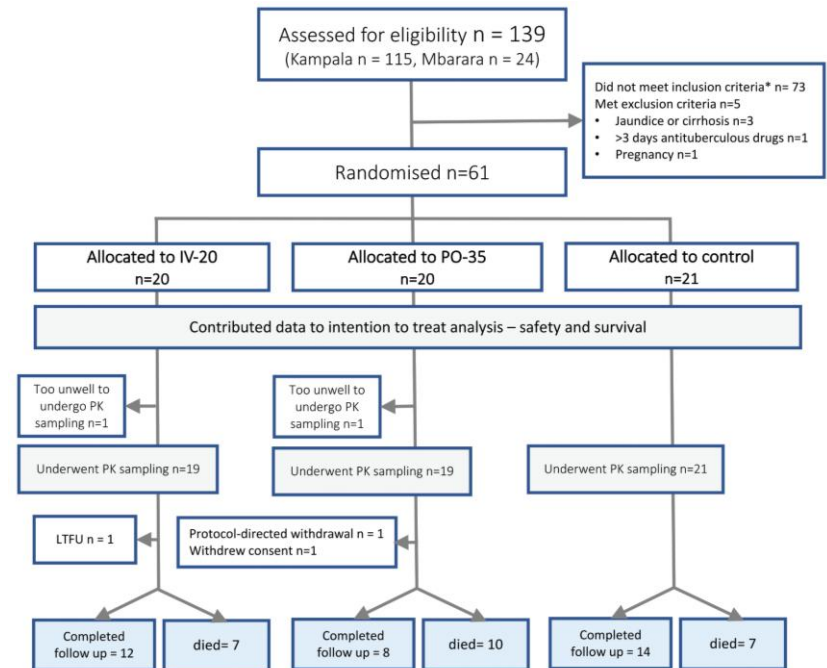 Assessed for eligibility n = 139
(Kampala n = 115, Mbarara n = 24)
Did not meet inclusion criteria* n= 73
Met exclusion criteria n=5
• Jaundice or cirrhosis n=3
• >3 days antituberculous drugs n=1
• Pregnancy n=1
Randomised n=61
Allocated to IV-20
n=20
Allocated to PO-35
n=20
Allocated to control
n=21
Contributed data to intention to treat analysis – safety and survival
Too unwell to
undergo PK
sampling n=1
Too unwell to
undergo PK
sampling n=1
Underwent PK sampling n=19
Underwent PK sampling n=19
Underwent PK sampling n=21
LTFU n = 1
Protocol-directed withdrawal n = 1
Withdrew consent n=1
Completed
follow up = 12
died= 7
Completed
follow up = 8
died= 10
Completed
follow up = 14
died= 7